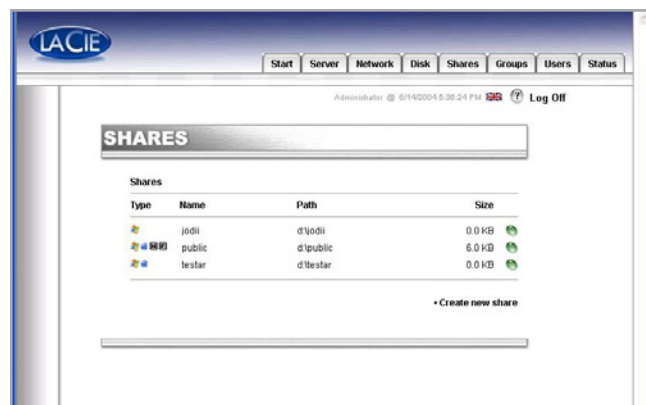 LACIE
Start Server Network Disk Shares Groups Users Status
Administrator @ 6/14/2004 5:36:24 PM ? Log Off
SHARES
Shares
Type Name Path Size
jodii d:\jodii 0.0 KB
public d:\public 6.0 KB
testar d:\testar 0.0 KB
• Create new share